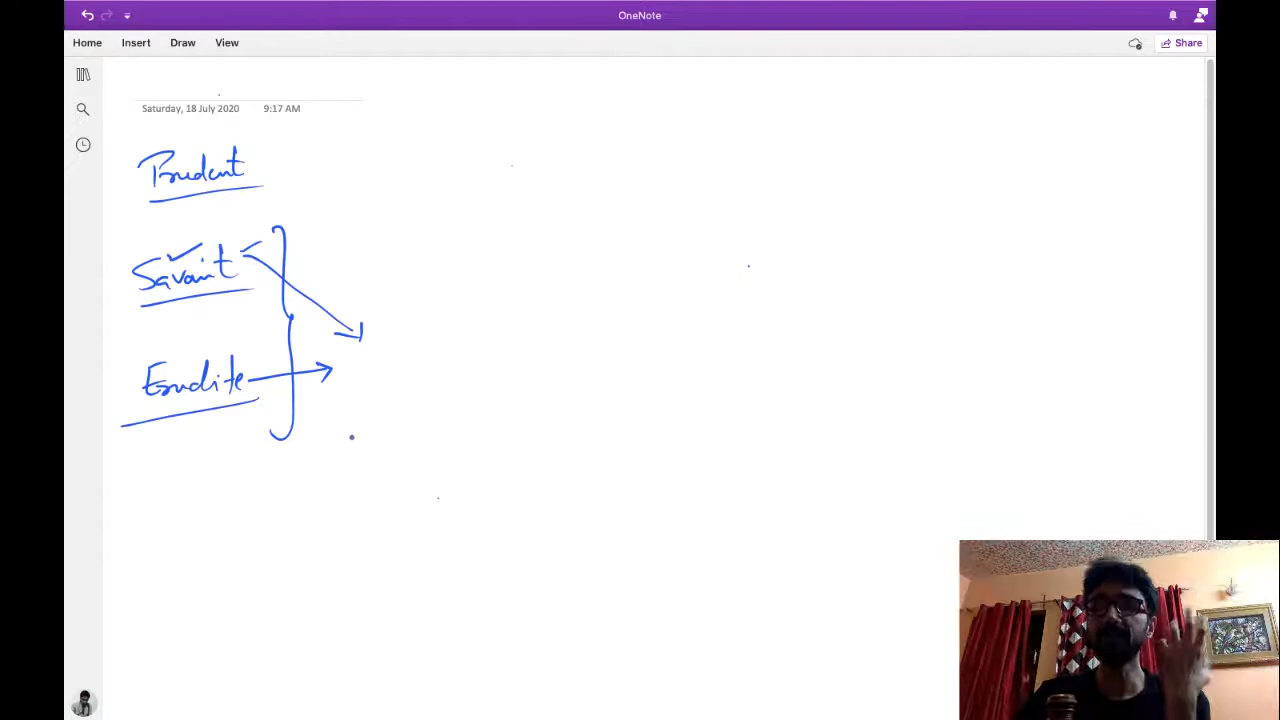 OneNote
Home Insert Draw View Share
Saturday, 18 July 2020 9:17 AM
Prudent
Savant
Erudite